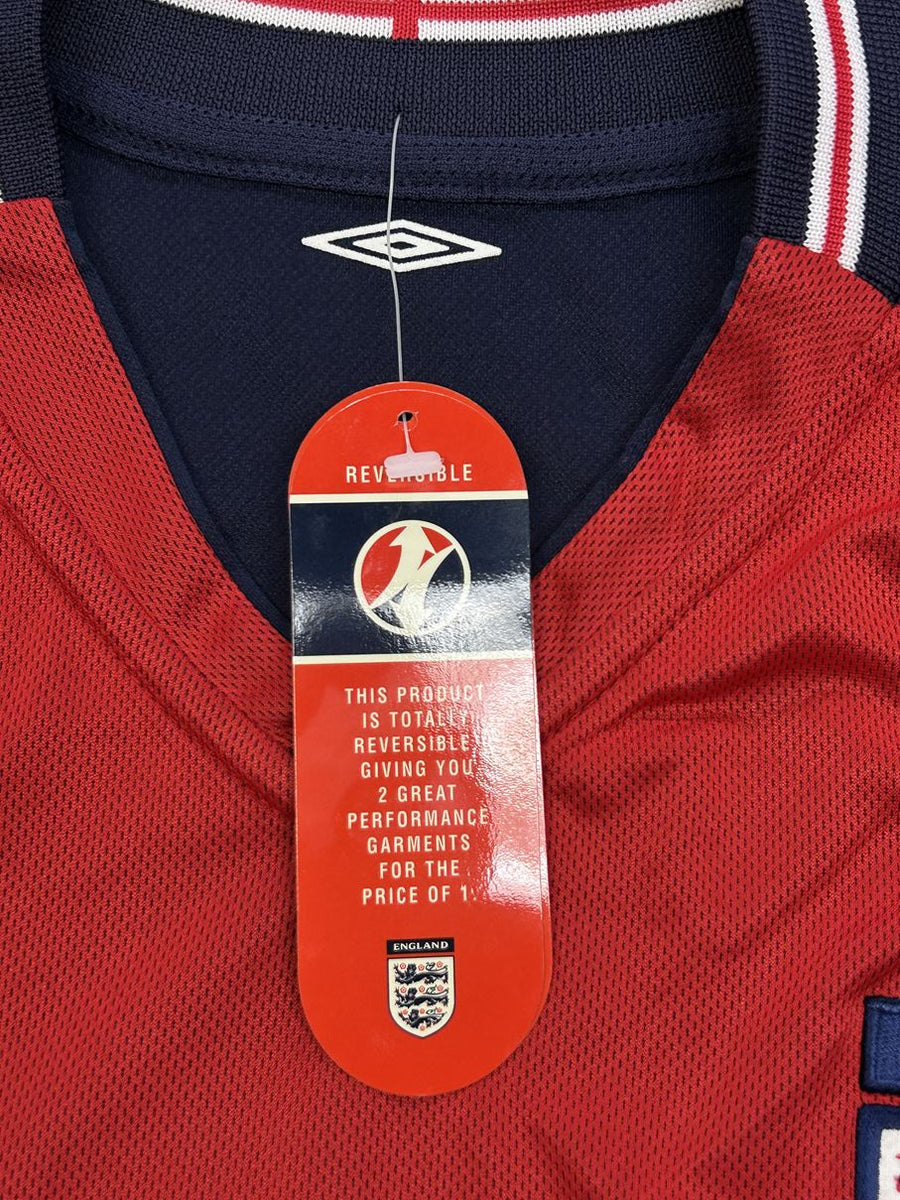 REVERSIBLE
THIS PRODUCT
IS TOTALLY
REVERSIBLE
GIVING YOU
2 GREAT
PERFORMANCE
GARMENTS
FOR THE
PRICE OF 1.
ENGLAND